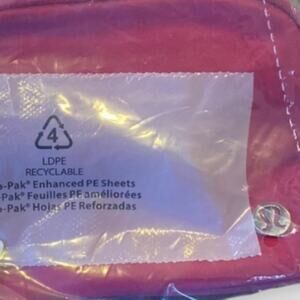 4
LDPE
RECYCLABLE
-Pak® Enhanced PE Sheets
-Pak® Feuilles PE améliorées
-Pak® Hojas PE Reforzadas